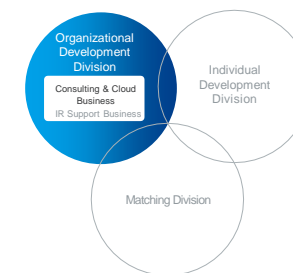 Organizational
Development
Division
Consulting & Cloud
Business
IR Support Business
Individual
Development
Division
Matching Division